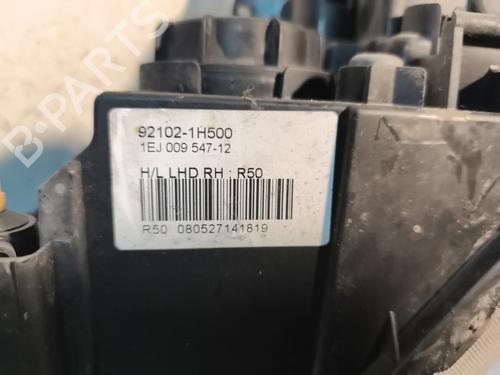 B-PARTS
92102-1H500
1EJ 009 547-12
H/L LHD RH : R50
R50 080527141819